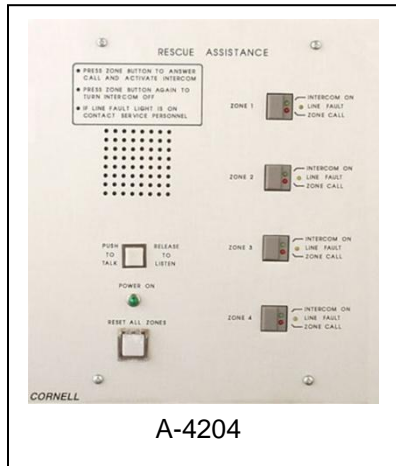 RESCUE ASSISTANCE
• PRESS ZONE BUTTON TO ANSWER
CALL AND ACTIVATE INTERCOM
• PRESS ZONE BUTTON AGAIN TO
TURN INTERCOM OFF
• IF LINE FAULT LIGHT IS ON
CONTACT SERVICE PERSONNEL
PUSH
TO
TALK
RELEASE
TO
LISTEN
POWER ON
RESET ALL ZONES
ZONE 1
INTERCOM ON
LINE FAULT
ZONE CALL
ZONE 2
INTERCOM ON
LINE FAULT
ZONE CALL
ZONE 3
INTERCOM ON
LINE FAULT
ZONE CALL
ZONE 4
INTERCOM ON
LINE FAULT
ZONE CALL
CORNELL
A-4204